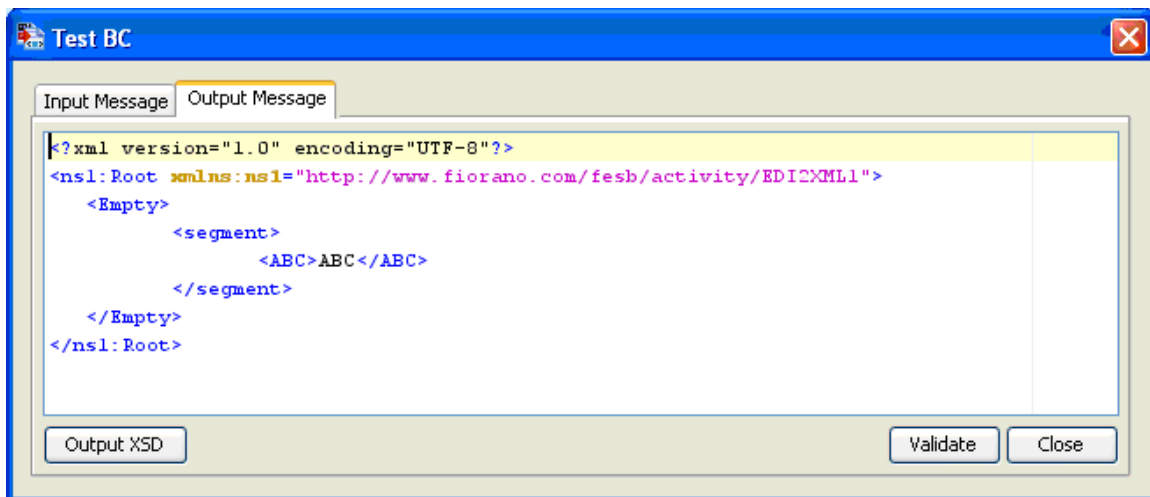 Test BC
Input Message Output Message
<?xml version="1.0" encoding="UTF-8"?>
<ns1:Root xmlns:ns1="http://www.fiorano.com/fesb/activity/EDI2XML1">
<Empty>
<segment>
<ABC>ABC</ABC>
</segment>
</Empty>
</ns1:Root>
Output XSD Validate Close